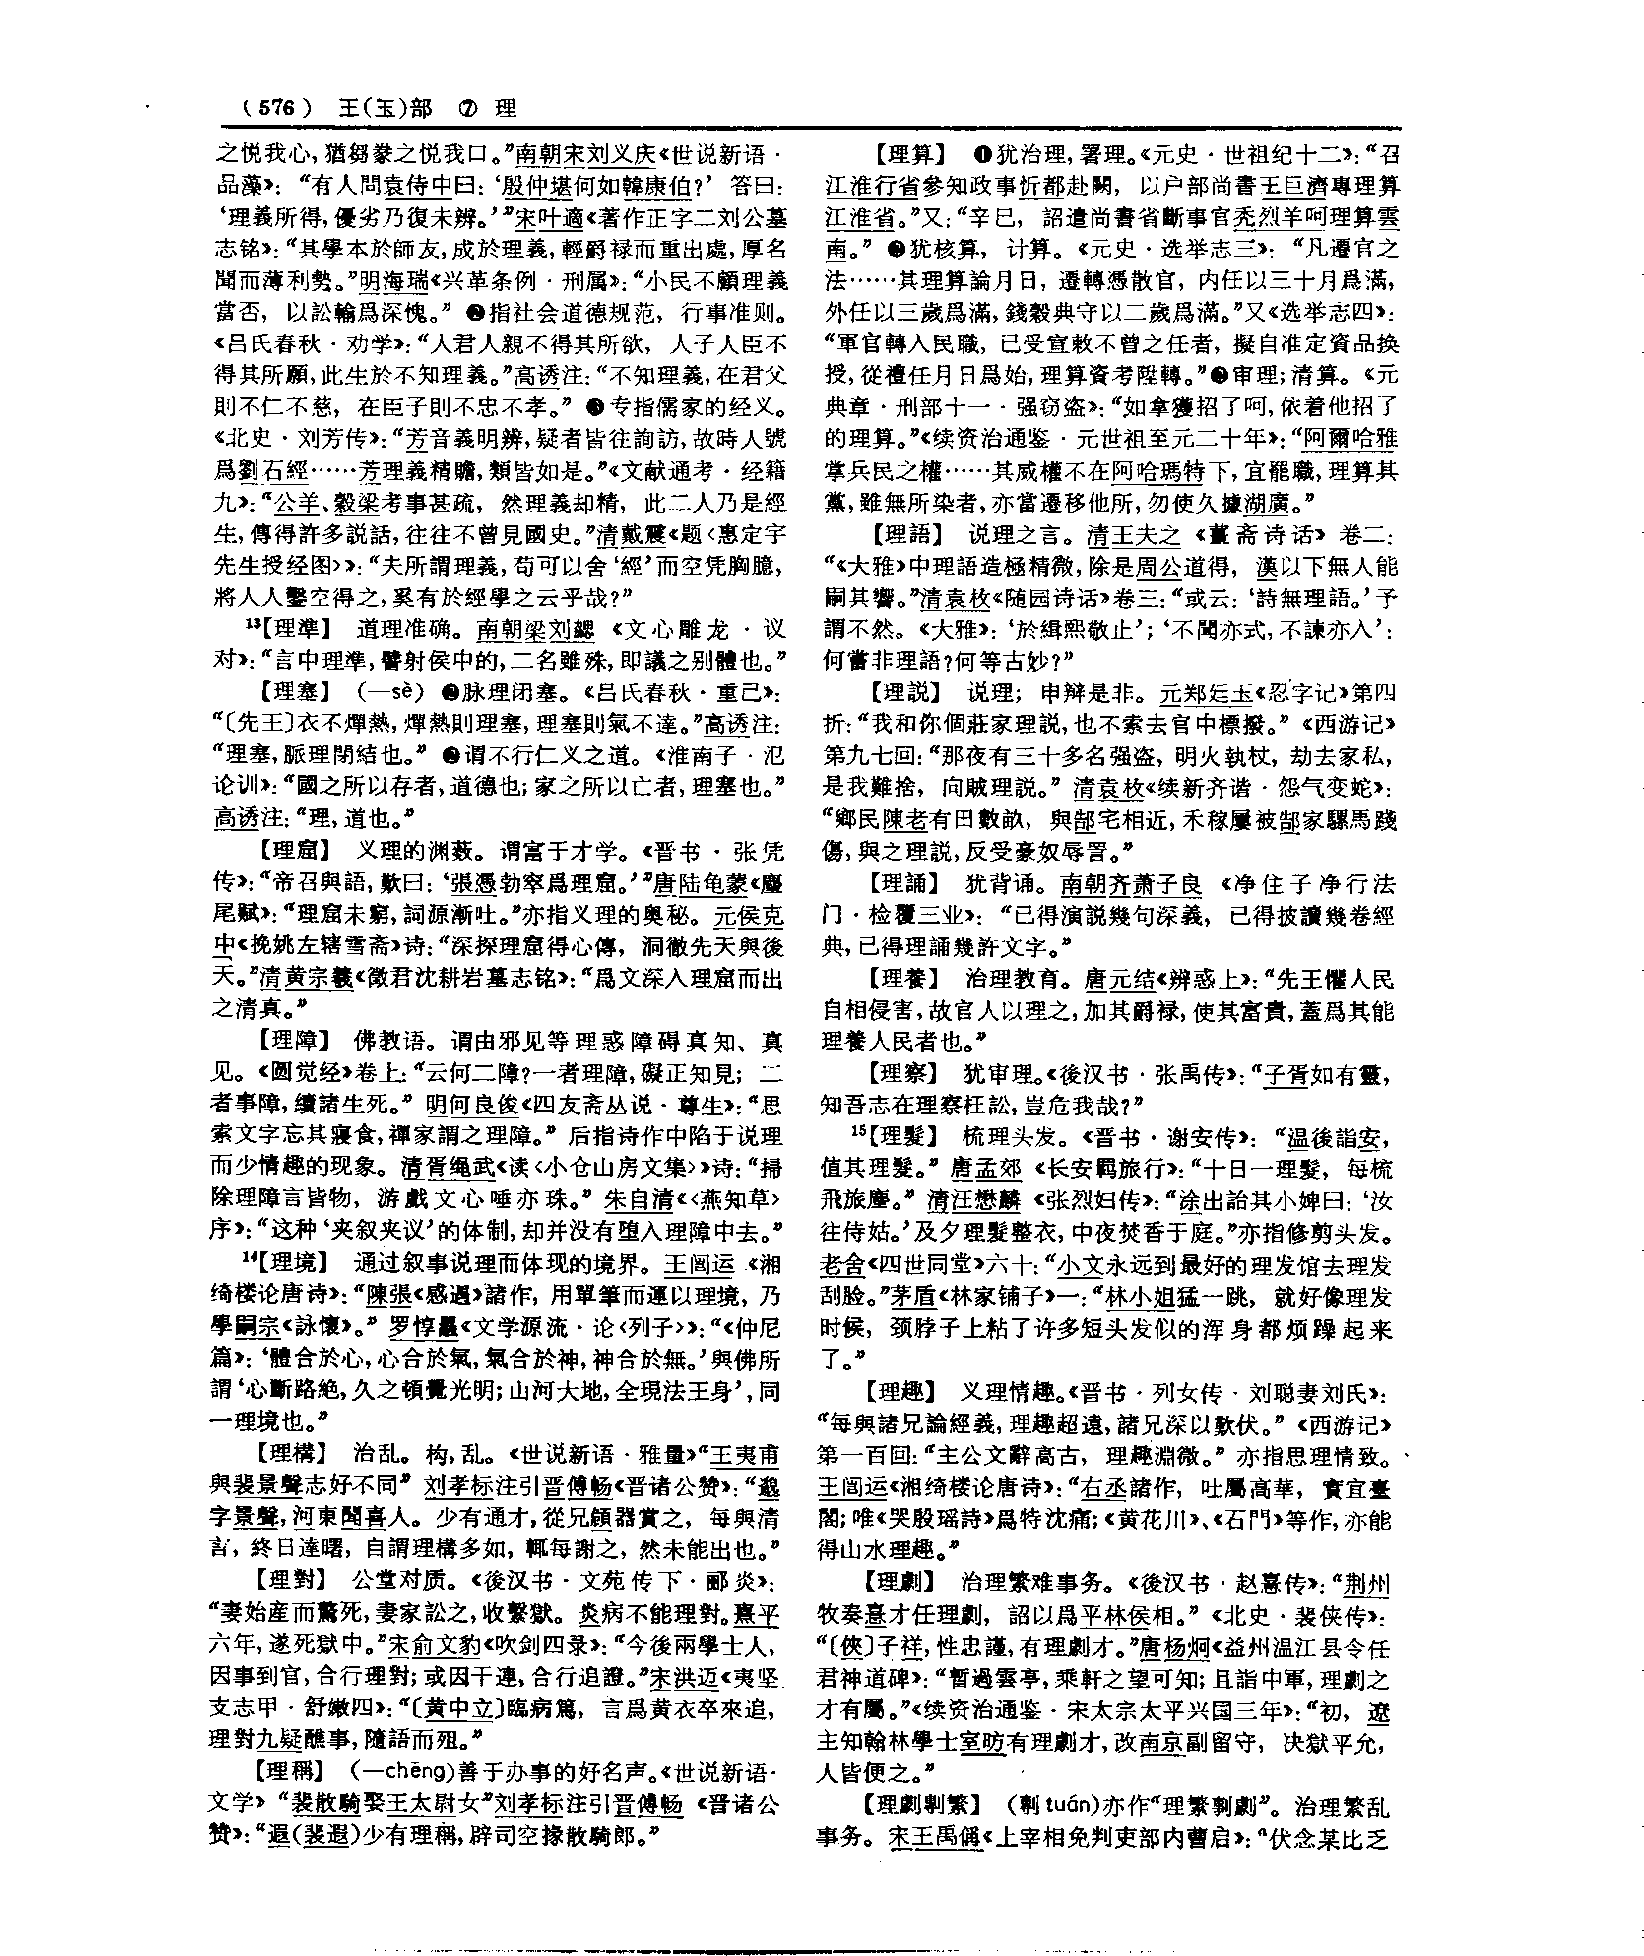 (576) 王(玉)部 ⑦ 理
之悦我心,猶芻豢之悦我口。”南朝宋刘义庆《世说新语·
品藻》：“有人問袁侍中曰：‘殷仲堪何如韓康伯?’ 答曰：
‘理義所得,優劣乃復未辨。’”宋叶適《著作正字二刘公墓
志铭》：“其學本於師友,成於理義,輕爵禄而重出處,厚名
聞而薄利勢。”明海瑞《兴革条例·刑属》：“小民不顧理義
當否, 以訟輸爲深愧。” ❷指社会道德规范, 行事准则。
《吕氏春秋·劝学》：“人君人親不得其所欲, 人子人臣不
得其所願,此生於不知理義。”高诱注：“不知理義,在君父
則不仁不慈, 在臣子則不忠不孝。” ❸专指儒家的经义。
《北史·刘芳传》：“芳音義明辨,疑者皆往詢訪,故時人號
爲劉石經……芳理義精贍,類皆如是。”《文献通考·经籍
九》：“公羊、穀梁考事甚疏, 然理義却精, 此二人乃是經
生,傳得許多説話,往往不曾見國史。”清戴震《题〈惠定宇
先生授经图〉》：“夫所謂理義,苟可以舍‘經’而空凭胸臆,
將人人鑿空得之,奚有於經學之云乎哉?”
13【理準】 道理准确。南朝梁刘勰《文心雕龙·议
对》：“言中理準,譬射侯中的,二名雖殊,即議之别體也。”
【理塞】 (—sè) ❶脉理闭塞。《吕氏春秋·重己》：
“〔先王〕衣不燀熱,燀熱則理塞,理塞則氣不達。”高诱注：
“理塞,脈理閉結也。” ❷谓不行仁义之道。《淮南子·氾
论训》：“國之所以存者,道德也;家之所以亡者,理塞也。”
高诱注：“理,道也。”
【理窟】 义理的渊薮。谓富于才学。《晋书·张凭
传》：“帝召與語,歎曰：‘張憑勃窣爲理窟。’”唐陆龟蒙《麈
尾赋》：“理窟未窮,詞源漸吐。”亦指义理的奥秘。元侯克
中《挽姚左辖雪斋》诗：“深探理窟得心傳, 洞徹先天與後
天。”清黄宗羲《徵君沈耕岩墓志铭》：“爲文深入理窟而出
之清真。”
【理障】 佛教语。谓由邪见等理惑障碍真知、真
见。《圆觉经》卷上：“云何二障?一者理障,礙正知見; 二
者事障,續諸生死。” 明何良俊《四友斋丛说·尊生》：“思
索文字忘其寢食,禪家謂之理障。” 后指诗作中陷于说理
而少情趣的现象。清胥绳武《读〈小仓山房文集〉》诗：“掃
除理障言皆物, 游戲文心唾亦珠。” 朱自清《〈燕知草〉
序》：“这种‘夹叙夹议’的体制,却并没有堕入理障中去。”
14【理境】 通过叙事说理而体现的境界。王闿运《湘
绮楼论唐诗》：“陳張《感遇》諸作, 用單筆而運以理境, 乃
學嗣宗《詠懷》。” 罗惇曧《文学源流·论〈列子〉》：“《仲尼
篇》：‘體合於心,心合於氣,氣合於神,神合於無。’與佛所
謂‘心斷路絶,久之頓覺光明;山河大地,全現法王身’,同
一理境也。”
【理構】 治乱。构,乱。《世说新语·雅量》“王夷甫
與裴景聲志好不同” 刘孝标注引晋傅畅《晋诸公赞》：“邈
字景聲,河東聞喜人。少有通才,從兄頠器賞之, 每與清
言, 終日達曙, 自謂理構多如, 輒每謝之, 然未能出也。”
【理對】 公堂对质。《後汉书·文苑传下·郦炎》：
“妻始産而驚死,妻家訟之,收繫獄。炎病不能理對。熹平
六年,遂死獄中。”宋俞文豹《吹剑四录》：“今後兩學士人,
因事到官,合行理對;或因干連,合行追證。”宋洪迈《夷坚
支志甲·舒嫩四》：“〔黄中立〕臨病篤, 言爲黄衣卒來追,
理對九疑醮事,隨語而殂。”
【理稱】 (—chēng)善于办事的好名声。《世说新语·
文学》 “裴散騎娶王太尉女”刘孝标注引晋傅畅《晋诸公
赞》：“遐(裴遐)少有理稱,辟司空掾散騎郎。”
【理算】 ❶犹治理,署理。《元史·世祖纪十二》：“召
江淮行省參知政事忻都赴闕, 以户部尚書王巨濟專理算
江淮省。”又：“辛巳, 詔遣尚書省斷事官禿烈羊呵理算雲
南。” ❷犹核算, 计算。《元史·选举志三》： “凡遷官之
法……其理算論月日, 遷轉憑散官, 内任以三十月爲滿,
外任以三歲爲滿,錢穀典守以二歲爲滿。”又《选举志四》：
“軍官轉入民職, 已受宣敕不曾之任者, 擬自准定資品换
授,從禮任月日爲始,理算資考陞轉。”❸审理;清算。《元
典章·刑部十一·强窃盗》：“如拿獲招了呵,依着他招了
的理算。”《续资治通鉴·元世祖至元二十年》：“阿爾哈雅
掌兵民之權……其威權不在阿哈瑪特下,宜罷職,理算其
黨,雖無所染者,亦當遷移他所,勿使久據湖廣。”
【理語】 说理之言。清王夫之《薑斋诗话》卷二：
“《大雅》中理語造極精微,除是周公道得, 漢以下無人能
嗣其響。”清袁枚《随园诗话》卷三：“或云：‘詩無理語。’予
謂不然。《大雅》：‘於緝熙敬止’;‘不聞亦式,不諫亦入’：
何嘗非理語?何等古妙?”
【理説】 说理; 申辩是非。元郑廷玉《忍字记》第四
折：“我和你個莊家理説,也不索去官中標撥。”《西游记》
第九七回：“那夜有三十多名强盗, 明火執杖, 劫去家私,
是我難捨, 向賊理説。” 清袁枚《续新齐谐·怨气变蛇》：
“鄉民陳老有田數畝, 與郜宅相近,禾稼屢被郜家騾馬踐
傷,與之理説,反受豪奴辱詈。”
【理誦】 犹背诵。南朝齐萧子良《净住子净行法
门·检覆三业》： “已得演説幾句深義, 已得披讀幾卷經
典,已得理誦幾許文字。”
【理養】 治理教育。唐元结《辨惑上》：“先王懼人民
自相侵害,故官人以理之,加其爵禄,使其富貴,蓋爲其能
理養人民者也。”
【理察】 犹审理。《後汉书·张禹传》：“子胥如有靈,
知吾志在理察枉訟,豈危我哉?”
15【理髮】 梳理头发。《晋书·谢安传》： “温後詣安,
值其理髮。” 唐孟郊《长安羁旅行》：“十日一理髮, 每梳
飛旅塵。” 清汪懋麟《张烈妇传》：“涂出詒其小婢曰：‘汝
往侍姑。’及夕理髮整衣,中夜焚香于庭。”亦指修剪头发。
老舍《四世同堂》六十：“小文永远到最好的理发馆去理发
刮脸。”茅盾《林家铺子》一：“林小姐猛一跳, 就好像理发
时候, 颈脖子上粘了许多短头发似的浑身都烦躁起来
了。”
【理趣】 义理情趣。《晋书·列女传·刘聪妻刘氏》：
“每與諸兄論經義,理趣超遠,諸兄深以歎伏。”《西游记》
第一百回：“主公文辭高古, 理趣淵微。” 亦指思理情致。
王闿运《湘绮楼论唐诗》：“右丞諸作, 吐屬高華, 實宜臺
閣;唯《哭殷瑶詩》爲特沈痛;《黄花川》、《石門》等作,亦能
得山水理趣。”
【理劇】 治理繁难事务。《後汉书·赵憙传》：“荆州
牧奏憙才任理劇, 詔以爲平林侯相。”《北史·裴侠传》：
“〔俠〕子祥,性忠謹,有理劇才。”唐杨炯《益州温江县令任
君神道碑》：“暫過雲亭,乘軒之望可知;且詣中軍,理劇之
才有屬。”《续资治通鉴·宋太宗太平兴国三年》：“初, 遼
主知翰林學士室昉有理劇才,改南京副留守, 决獄平允,
人皆便之。”
【理劇剸繁】 (剸tuán)亦作“理繁剸劇”。治理繁乱
事务。宋王禹偁《上宰相免判吏部内曹启》：“伏念某比乏